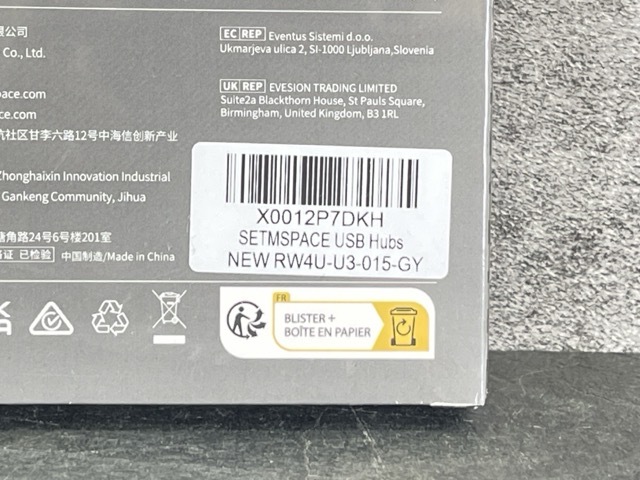 限公司
Co., Ltd.
pace.com
e.com
坑社区甘李六路12号中海信创新产业
Zhonghaixin Innovation Industrial
Gankeng Community, Jihua
塘角路24号6号楼201室
证 已检验 中国制造/Made in China
EC REP Eventus Sistemi d.o.o.
Ukmarjeva ulica 2, SI-1000 Ljubljana,Slovenia
UK REP EVESION TRADING LIMITED
Suite2a Blackthorn House, St Pauls Square,
Birmingham, United Kingdom, B3 1RL
X0012P7DKH
SETMSPACE USB Hubs
NEW RW4U-U3-015-GY
FR
BLISTER +
BOÎTE EN PAPIER